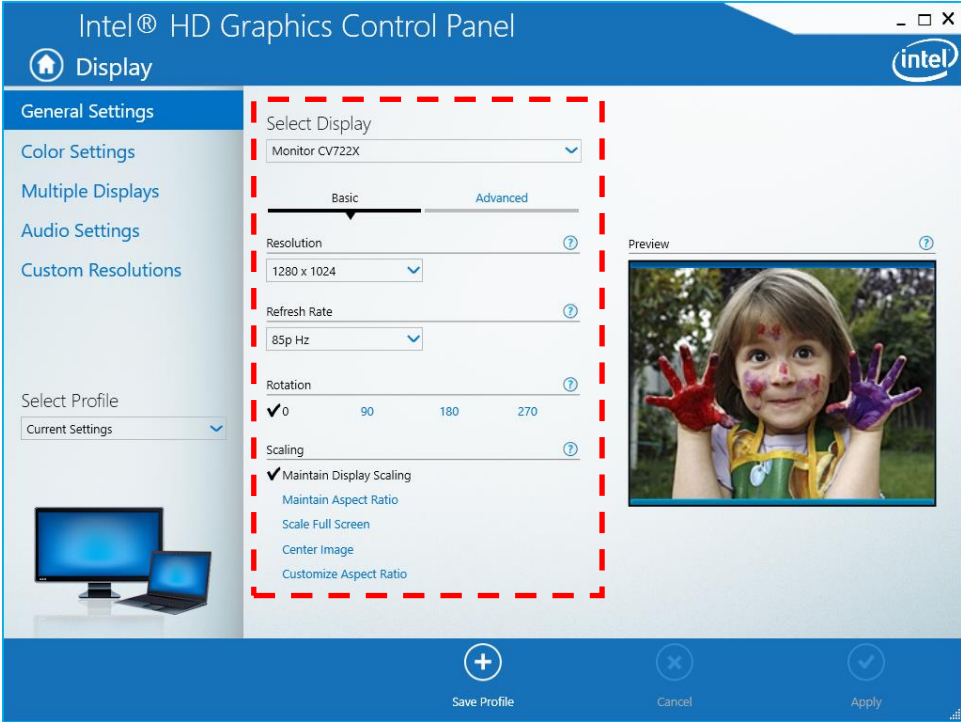 Intel® HD Graphics Control Panel
Display
intel
General Settings
Color Settings
Multiple Displays
Audio Settings
Custom Resolutions
Select Profile
Current Settings
Select Display
Monitor CV722X
Basic Advanced
Resolution ?
1280 x 1024
Refresh Rate ?
85p Hz
Rotation ?
0 90 180 270
Scaling ?
Maintain Display Scaling
Maintain Aspect Ratio
Scale Full Screen
Center Image
Customize Aspect Ratio
Preview ?
Save Profile Cancel Apply